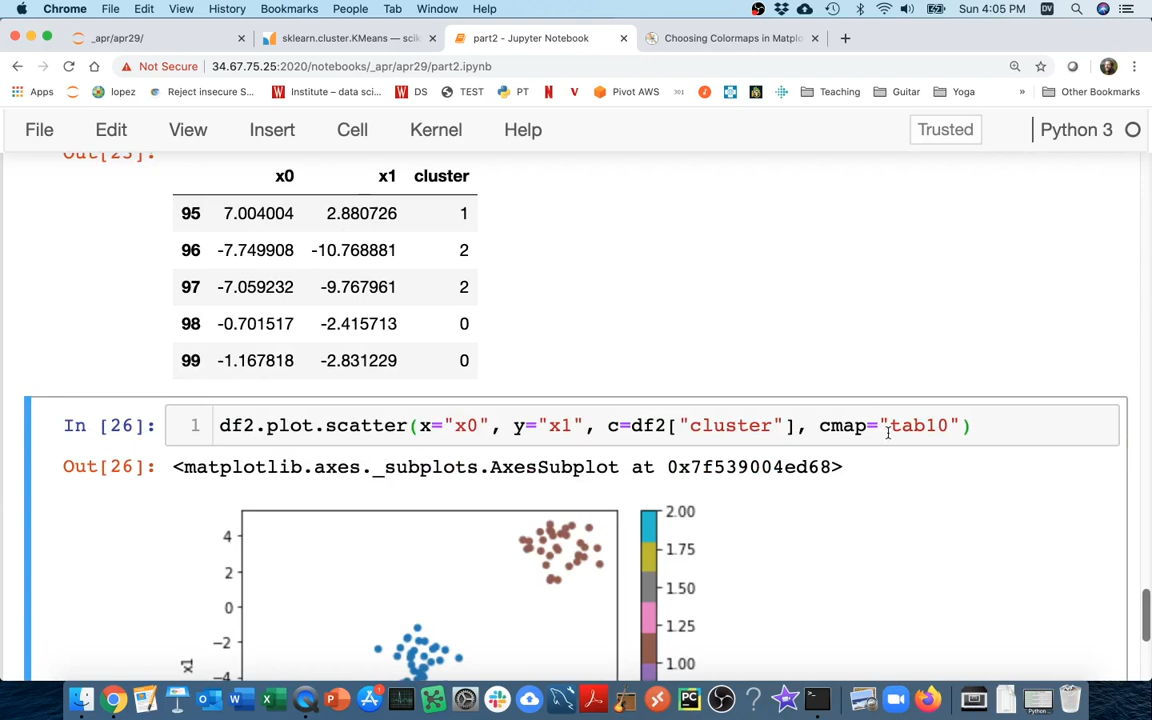 Chrome File Edit View History Bookmarks People Tab Window Help Sun 4:05 PM DV
_apr/apr29/ sklearn.cluster.KMeans — scik part2 - Jupyter Notebook Choosing Colormaps in Matplo
Not Secure 34.67.75.25:2020/notebooks/_apr/apr29/part2.ipynb
Apps lopez Reject insecure S... Institute – data sci... DS TEST PT Pivot AWS 301 Teaching Guitar Yoga » Other Bookmarks
File Edit View Insert Cell Kernel Help Trusted Python 3
x0 x1 cluster
95 7.004004 2.880726 1
96 -7.749908 -10.768881 2
97 -7.059232 -9.767961 2
98 -0.701517 -2.415713 0
99 -1.167818 -2.831229 0
In [26]: 1 df2.plot.scatter(x="x0", y="x1", c=df2["cluster"], cmap="tab10")
Out[26]: <matplotlib.axes._subplots.AxesSubplot at 0x7f539004ed68>
2.00
4
1.75
2
1.50
0
1.25
−2
1.00
x1
−4